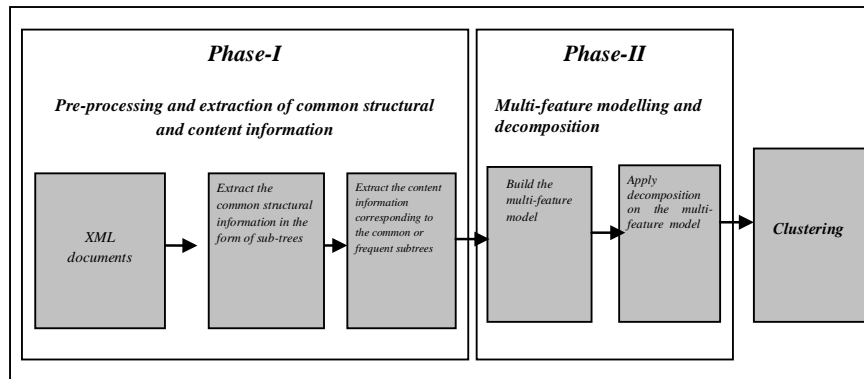 Phase-I
Pre-processing and extraction of common structural
and content information
XML
documents
Extract the
common structural
information in the
form of sub-trees
Extract the content
information
corresponding to
the common or
frequent subtrees
Phase-II
Multi-feature modelling and
decomposition
Build the
multi-feature
model
Apply
decomposition
on the multi-
feature model
Clustering